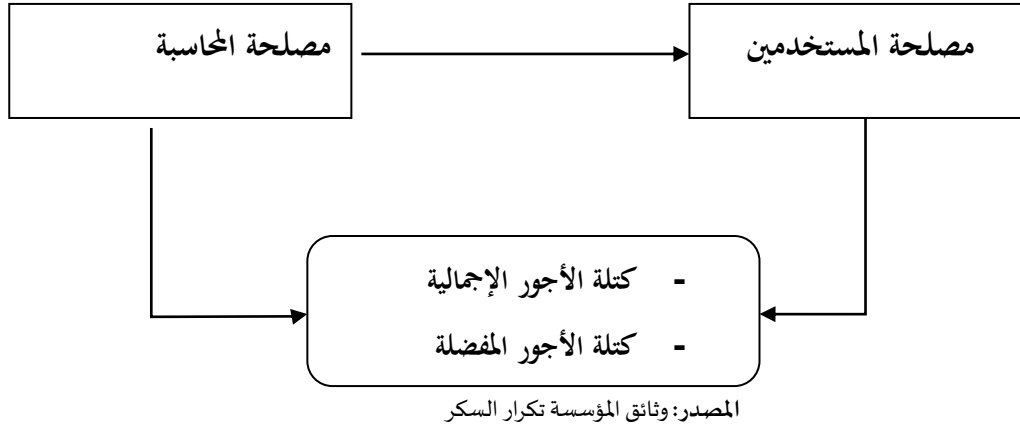 مصلحة المستخدمين
مصلحة المحاسبة
- كتلة الأجور الإجمالية
- كتلة الأجور المفضلة
المصدر: وثائق المؤسسة تكرار السكر